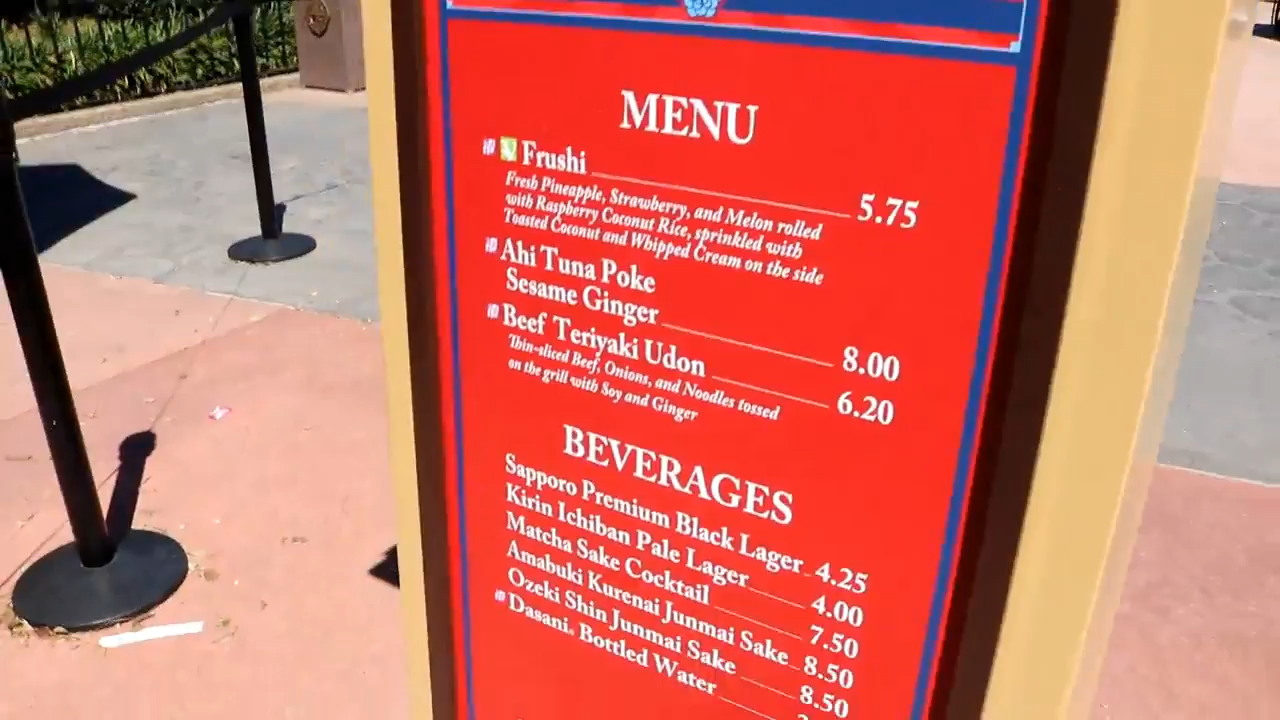 MENU
Frushi 5.75
Fresh Pineapple, Strawberry, and Melon rolled
with Raspberry Coconut Rice, sprinkled with
Toasted Coconut and Whipped Cream on the side
Ahi Tuna Poke
Sesame Ginger 8.00
Beef Teriyaki Udon 6.20
Thin-sliced Beef, Onions, and Noodles tossed
on the grill with Soy and Ginger
BEVERAGES
Sapporo Premium Black Lager 4.25
Kirin Ichiban Pale Lager 4.00
Matcha Sake Cocktail 7.50
Amabuki Kurenai Junmai Sake 8.50
Ozeki Shin Junmai Sake 8.50
Dasani® Bottled Water